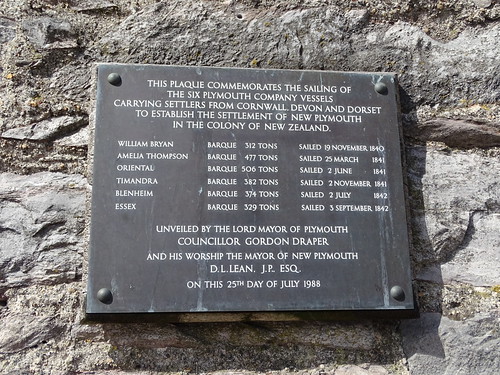 THIS PLAQUE COMMEMORATES THE SAILING OF
THE SIX PLYMOUTH COMPANY VESSELS
CARRYING SETTLERS FROM CORNWALL, DEVON AND DORSET
TO ESTABLISH THE SETTLEMENT OF NEW PLYMOUTH
IN THE COLONY OF NEW ZEALAND.
WILLIAM BRYAN BARQUE 312 TONS SAILED 19 NOVEMBER 1840
AMELIA THOMPSON BARQUE 477 TONS SAILED 25 MARCH 1841
ORIENTAL BARQUE 506 TONS SAILED 2 JUNE 1841
TIMANDRA BARQUE 382 TONS SAILED 2 NOVEMBER 1841
BLENHEIM BARQUE 374 TONS SAILED 2 JULY 1842
ESSEX BARQUE 329 TONS SAILED 3 SEPTEMBER 1842
UNVEILED BY THE LORD MAYOR OF PLYMOUTH
COUNCILLOR GORDON DRAPER
AND HIS WORSHIP THE MAYOR OF NEW PLYMOUTH
D.L.LEAN. J.P. ESQ.
ON THIS 25TH DAY OF JULY 1988